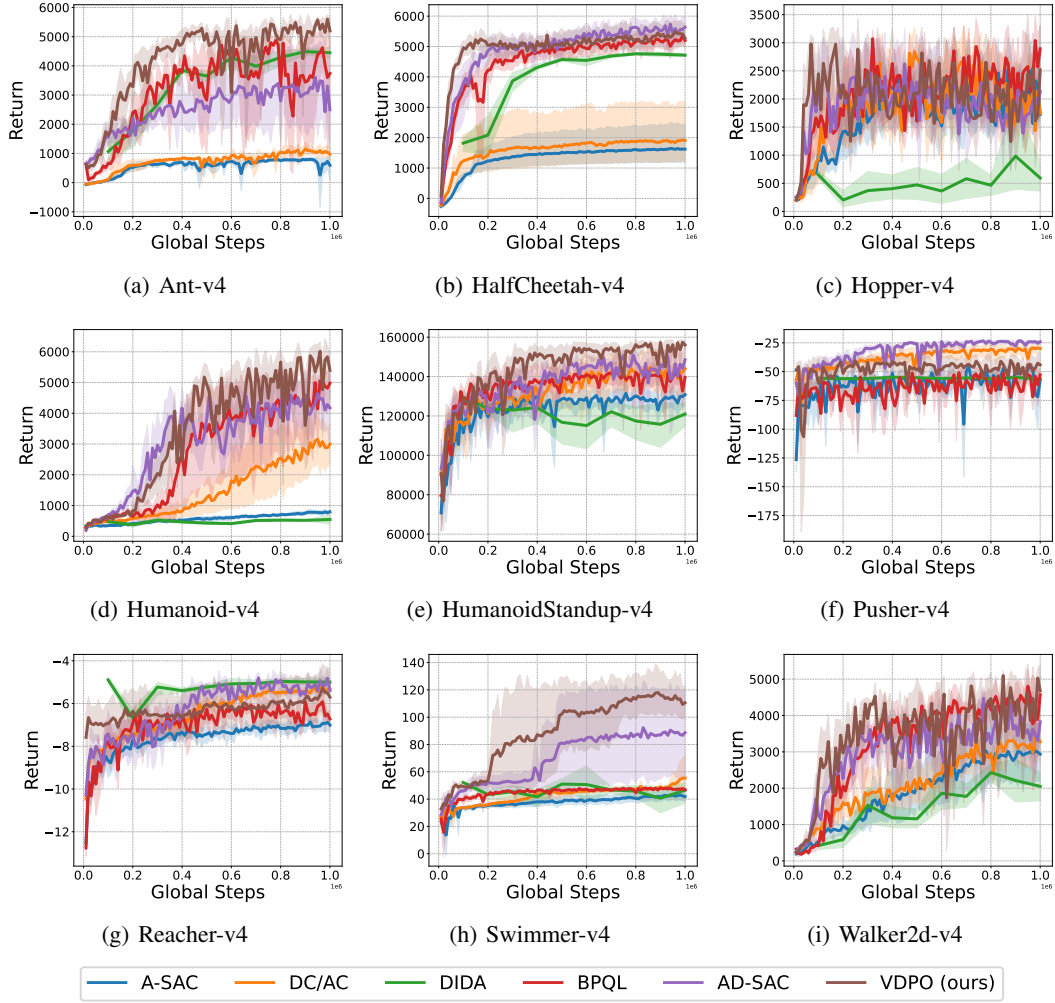 6000
5000
4000
3000
2000
1000
0
−1000
Return
0.0 0.2 0.4 0.6 0.8 1.0
1e6
Global Steps
(a) Ant-v4
6000
5000
4000
3000
2000
1000
0
Return
0.0 0.2 0.4 0.6 0.8 1.0
1e6
Global Steps
(b) HalfCheetah-v4
3500
3000
2500
2000
1500
1000
500
0
Return
0.0 0.2 0.4 0.6 0.8 1.0
1e6
Global Steps
(c) Hopper-v4
6000
5000
4000
3000
2000
1000
0
Return
0.0 0.2 0.4 0.6 0.8 1.0
1e6
Global Steps
(d) Humanoid-v4
160000
140000
120000
100000
80000
60000
Return
0.0 0.2 0.4 0.6 0.8 1.0
1e6
Global Steps
(e) HumanoidStandup-v4
−25
−50
−75
−100
−125
−150
−175
Return
0.0 0.2 0.4 0.6 0.8 1.0
1e6
Global Steps
(f) Pusher-v4
−4
−6
−8
−10
−12
Return
0.0 0.2 0.4 0.6 0.8 1.0
1e6
Global Steps
(g) Reacher-v4
140
120
100
80
60
40
20
0
Return
0.0 0.2 0.4 0.6 0.8 1.0
1e6
Global Steps
(h) Swimmer-v4
5000
4000
3000
2000
1000
0
Return
0.0 0.2 0.4 0.6 0.8 1.0
1e6
Global Steps
(i) Walker2d-v4
A-SAC DC/AC DIDA BPQL AD-SAC VDPO (ours)